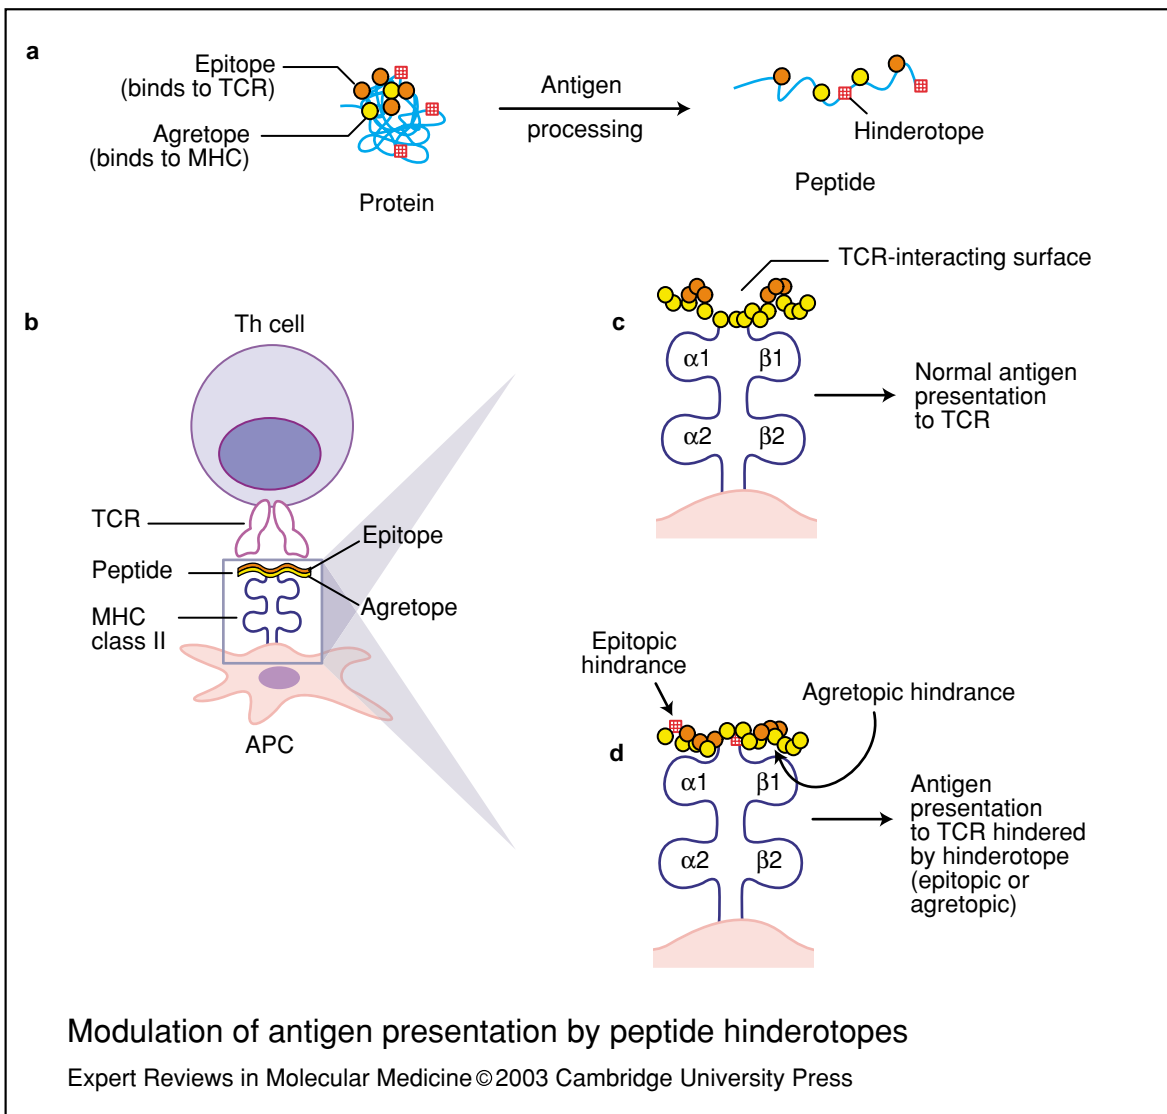 a
Epitope
(binds to TCR)
Agretope
(binds to MHC)
Protein
Antigen
processing
Hinderotope
Peptide
b
Th cell
TCR
Peptide
MHC
class II
Epitope
Agretope
APC
c
TCR-interacting surface
α1
β1
α2
β2
Normal antigen
presentation
to TCR
d
Epitopic
hindrance
Agretopic hindrance
α1
β1
α2
β2
Antigen
presentation
to TCR hindered
by hinderotope
(epitopic or
agretopic)
Modulation of antigen presentation by peptide hinderotopes
Expert Reviews in Molecular Medicine © 2003 Cambridge University Press